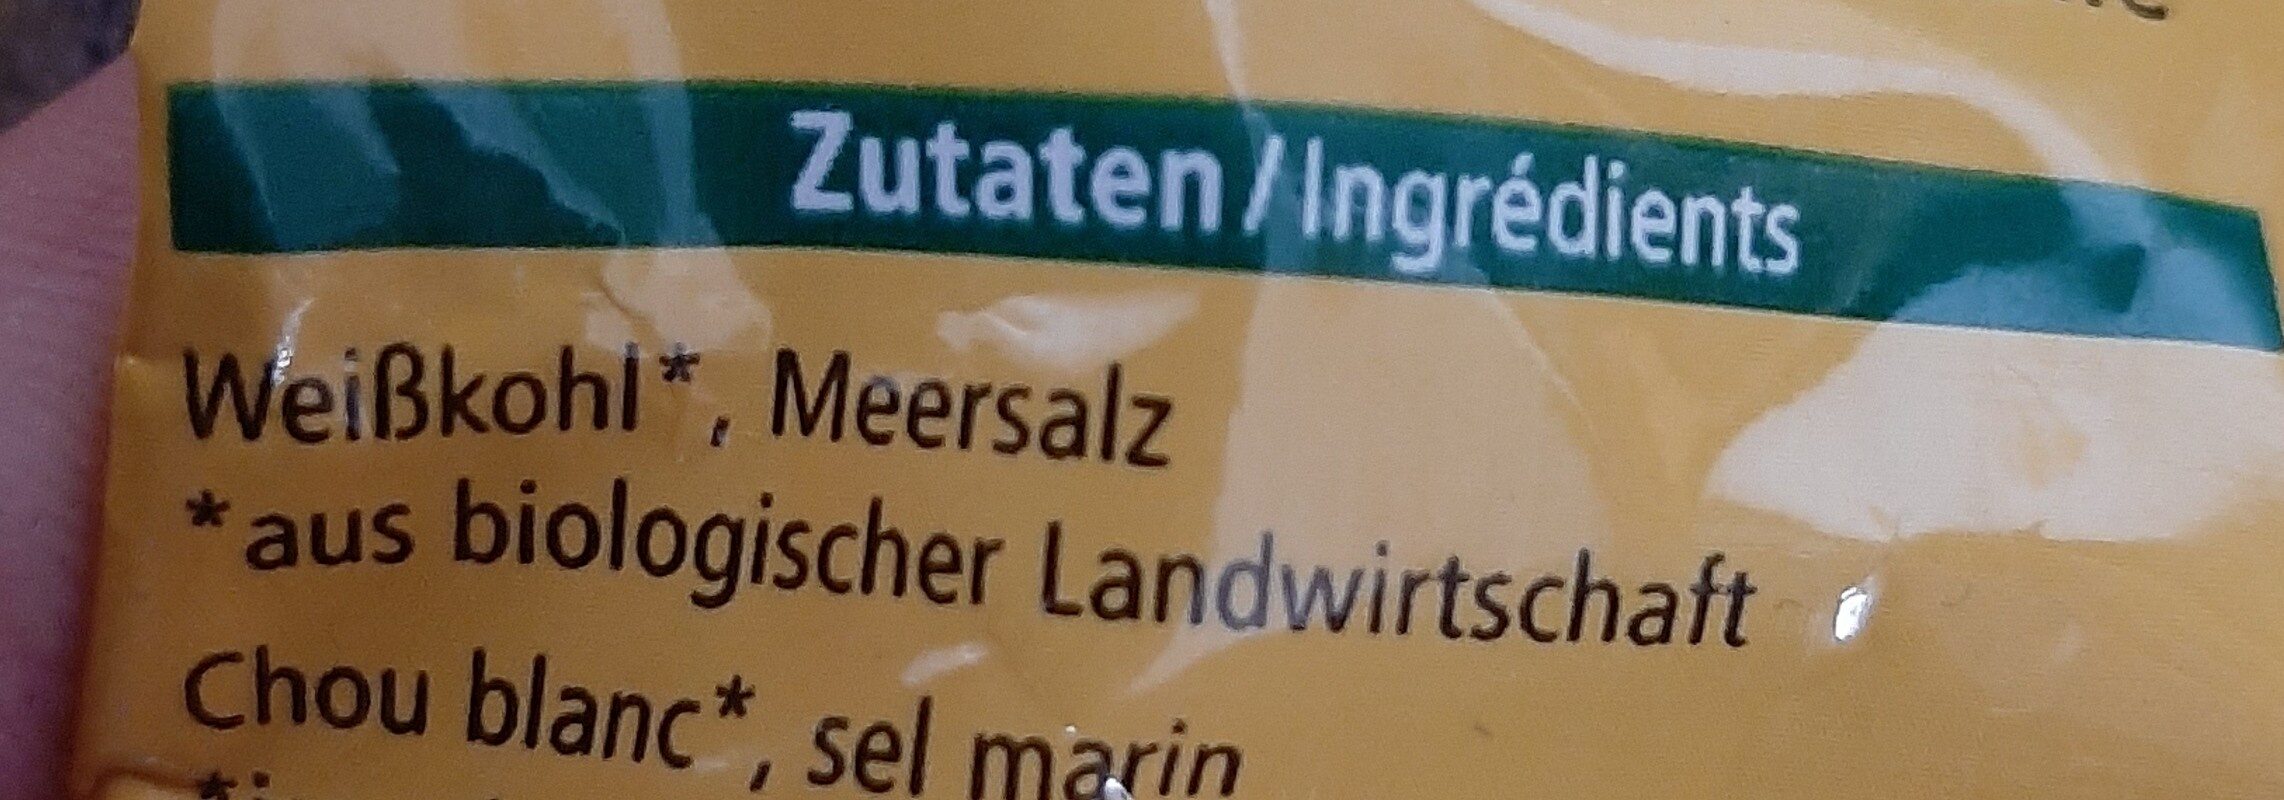 Zutaten / Ingrédients
Weißkohl*, Meersalz
*aus biologischer Landwirtschaft
Chou blanc*, sel marin